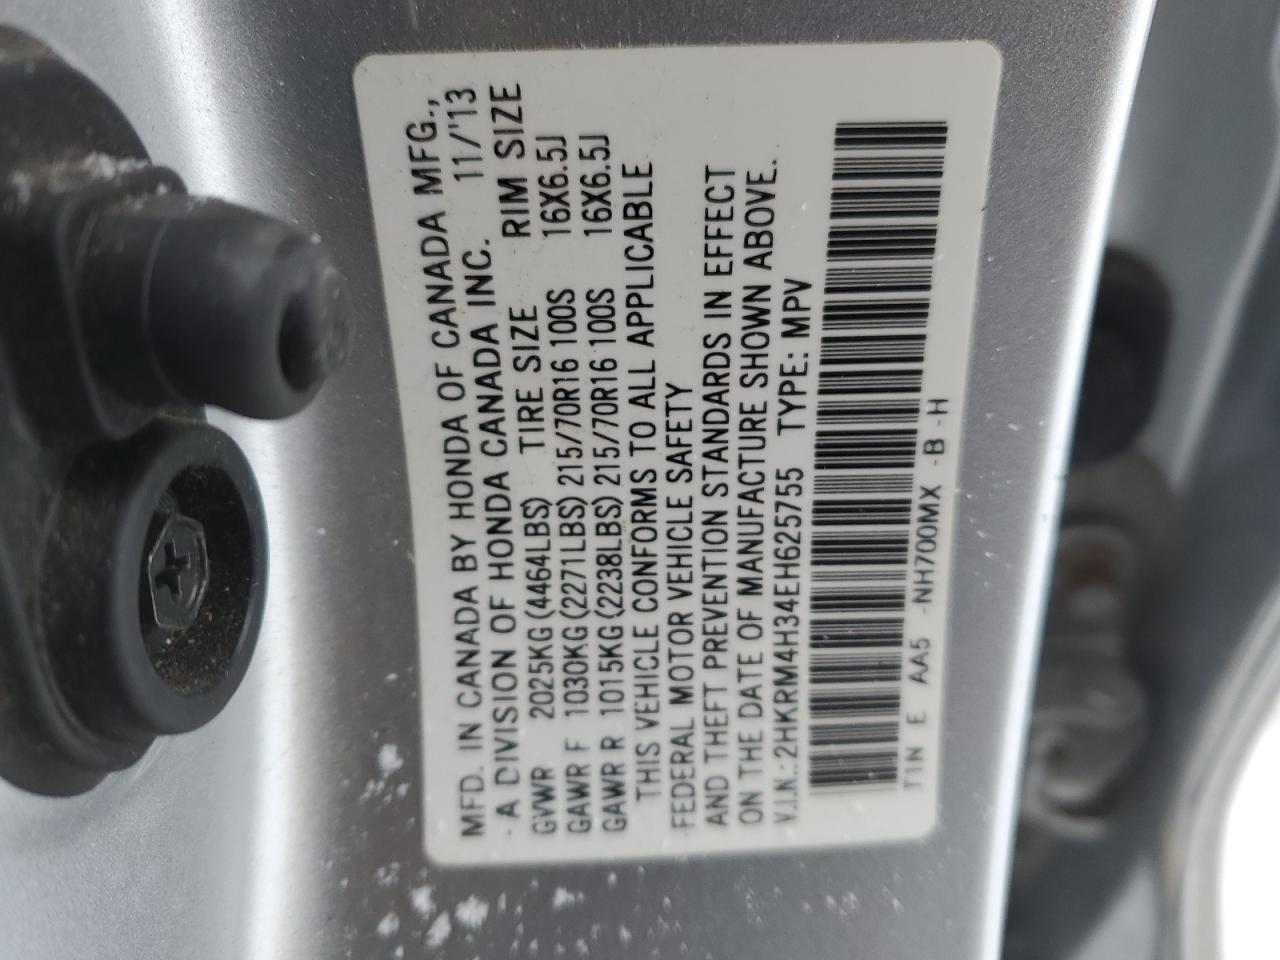 MFD. IN CANADA BY HONDA OF CANADA MFG.,
A DIVISION OF HONDA CANADA INC. 11/'13
GVWR 2025KG (4464LBS) TIRE SIZE RIM SIZE
GAWR F 1030KG (2271LBS) 215/70R16 100S 16X6.5J
GAWR R 1015KG (2238LBS) 215/70R16 100S 16X6.5J
THIS VEHICLE CONFORMS TO ALL APPLICABLE
FEDERAL MOTOR VEHICLE SAFETY
AND THEFT PREVENTION STANDARDS IN EFFECT
ON THE DATE OF MANUFACTURE SHOWN ABOVE.
V.I.N.: 2HKRM4H34EH625755 TYPE: MPV
T1N E AA5 -NH700MX -B -H